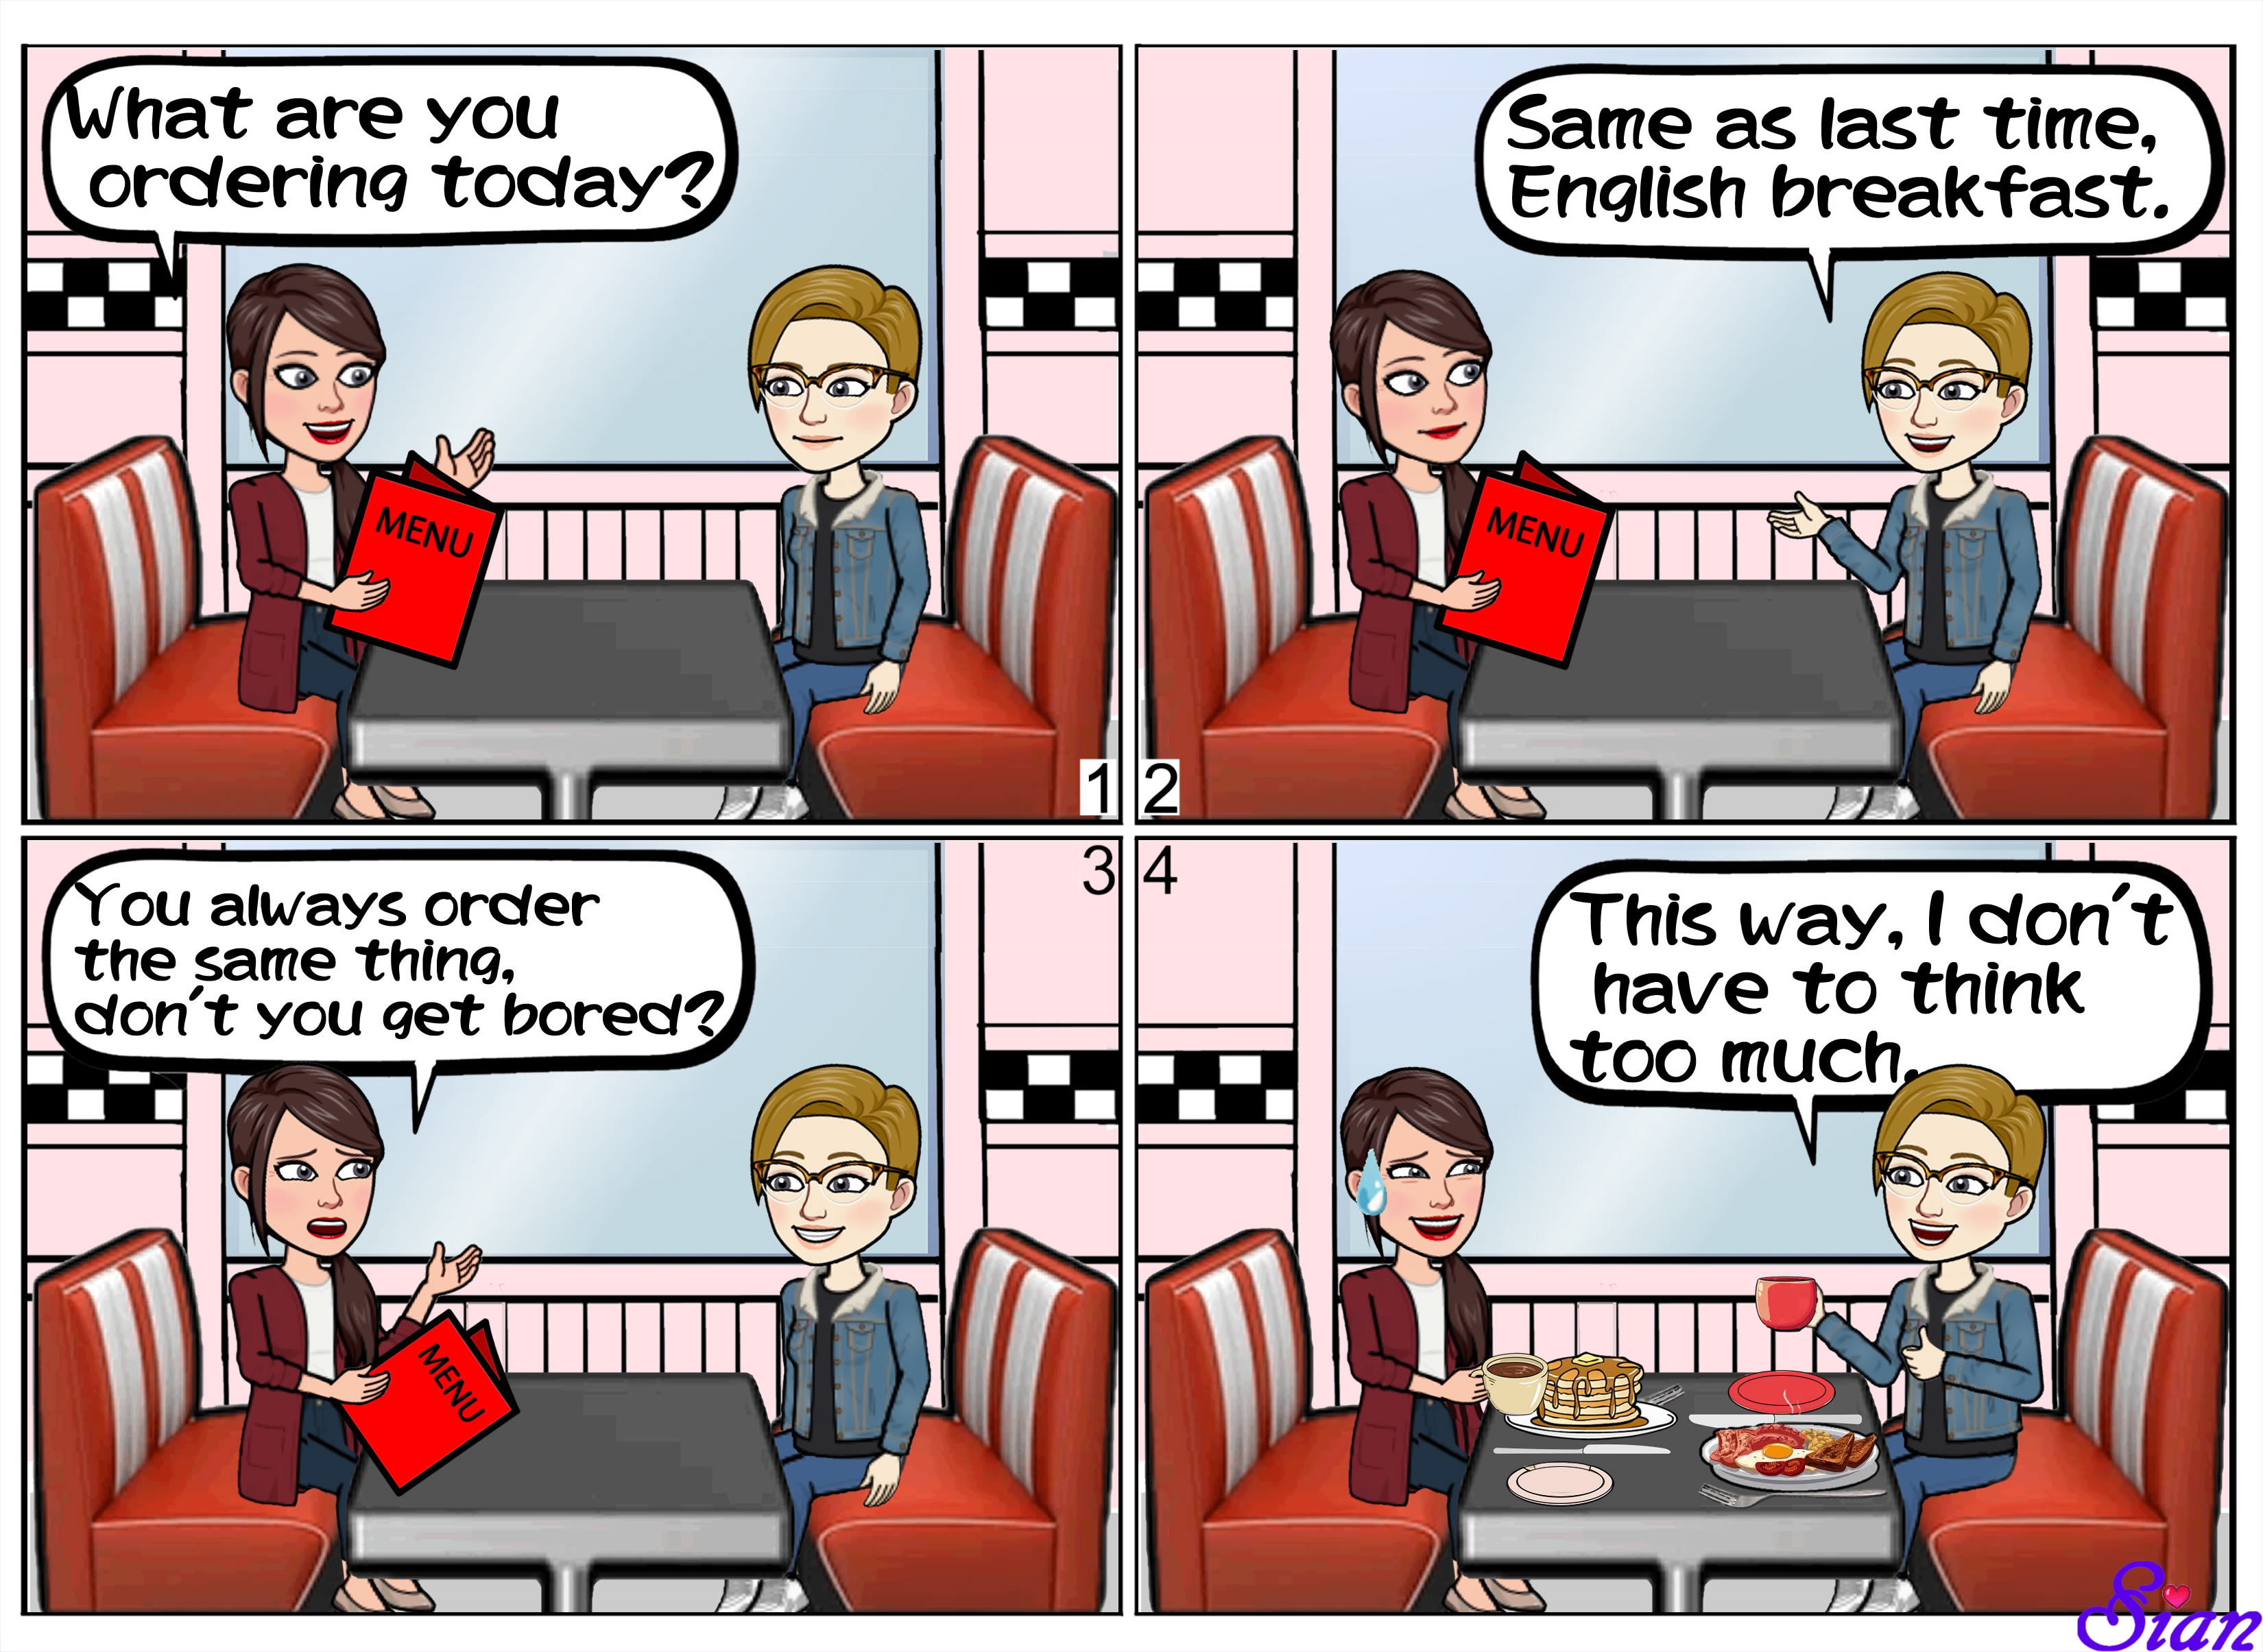 What are you
ordering today?
MENU
1
Same as last time,
English breakfast.
MENU
2
You always order
the same thing,
don't you get bored?
MENU
3
4
This way, I don't
have to think
too much.
Sian